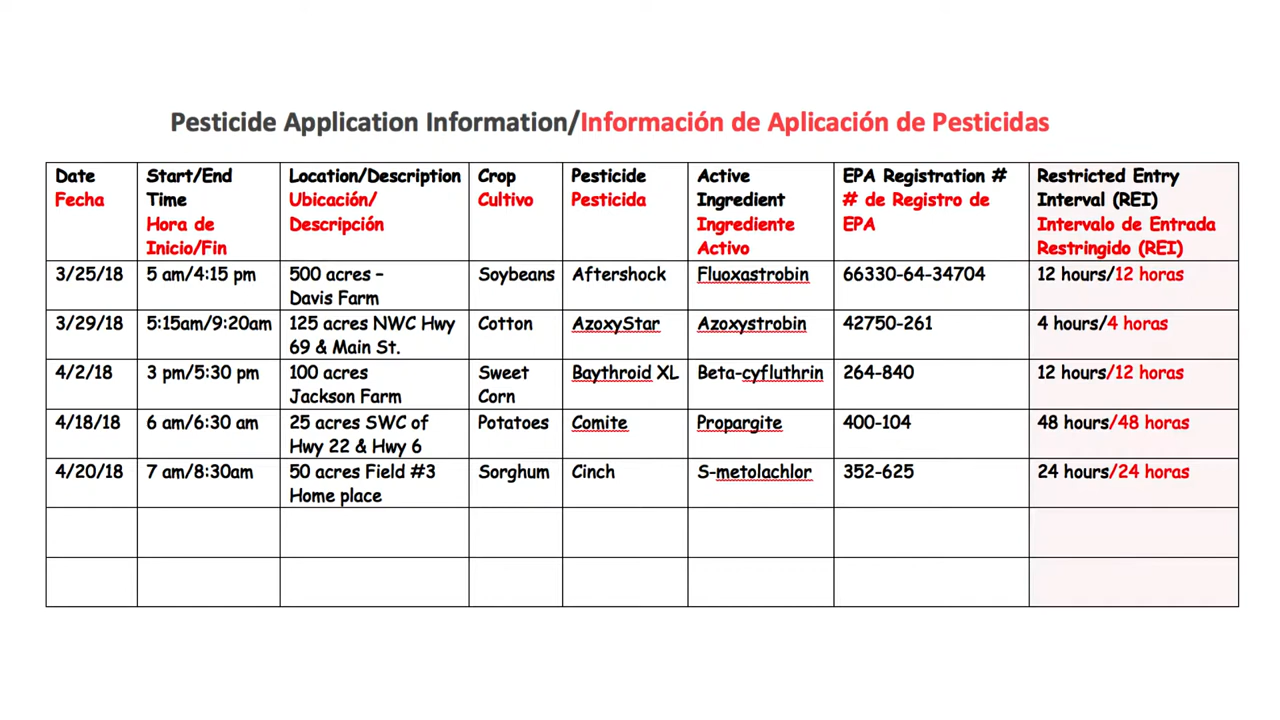 Pesticide Application Information/Información de Aplicación de Pesticidas
Date Start/End Location/Description Crop Pesticide Active EPA Registration # Restricted Entry
Fecha Time Ubicación/ Cultivo Pesticida Ingredient # de Registro de Interval (REI)
Hora de Descripción Ingrediente EPA Intervalo de Entrada
Inicio/Fin Activo Restringido (REI)
3/25/18 5 am/4:15 pm 500 acres – Soybeans Aftershock Fluoxastrobin 66330-64-34704 12 hours/12 horas
Davis Farm
3/29/18 5:15am/9:20am 125 acres NWC Hwy Cotton AzoxyStar Azoxystrobin 42750-261 4 hours/4 horas
69 & Main St.
4/2/18 3 pm/5:30 pm 100 acres Sweet Baythroid XL Beta-cyfluthrin 264-840 12 hours/12 horas
Jackson Farm Corn
4/18/18 6 am/6:30 am 25 acres SWC of Potatoes Comite Propargite 400-104 48 hours/48 horas
Hwy 22 & Hwy 6
4/20/18 7 am/8:30am 50 acres Field #3 Sorghum Cinch S-metolachlor 352-625 24 hours/24 horas
Home place